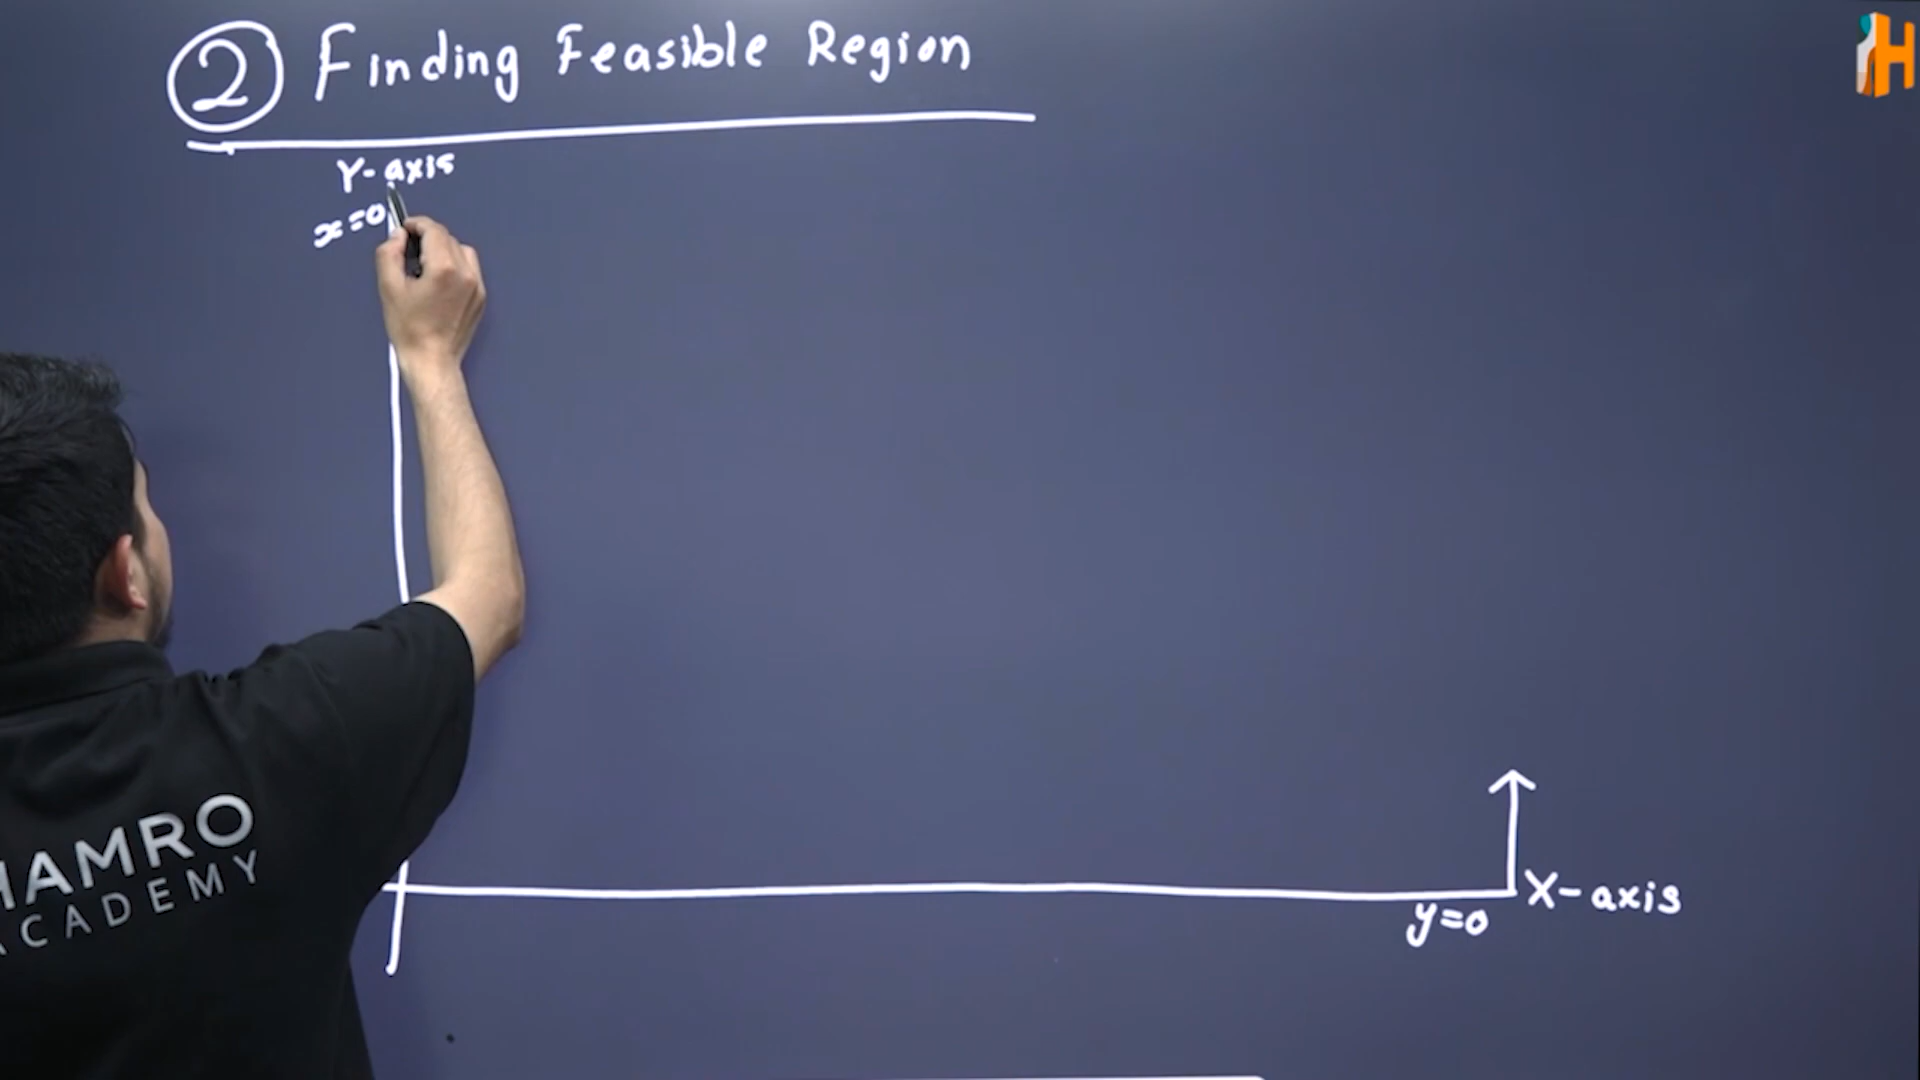 ② Finding Feasible Region
Y-axis
x=0
X-axis
y=0
HAMRO
ACADEMY
H